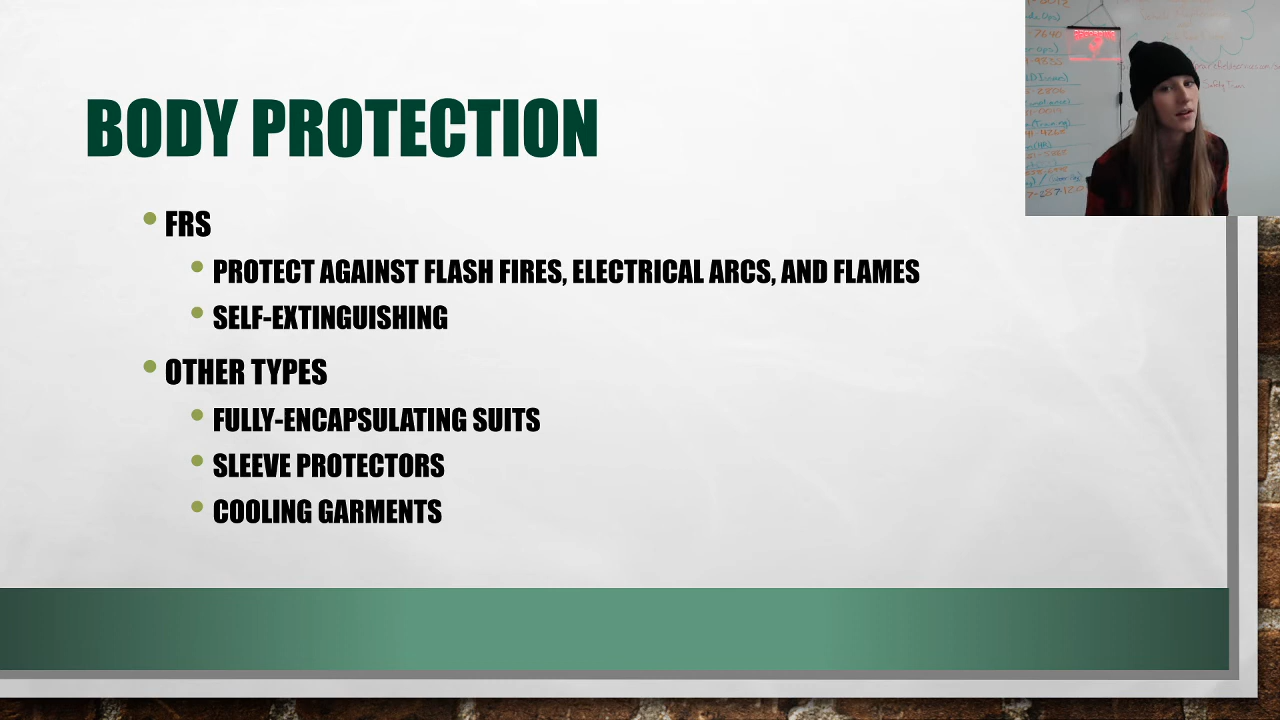 BODY PROTECTION
FRS
PROTECT AGAINST FLASH FIRES, ELECTRICAL ARCS, AND FLAMES
SELF-EXTINGUISHING
OTHER TYPES
FULLY-ENCAPSULATING SUITS
SLEEVE PROTECTORS
COOLING GARMENTS